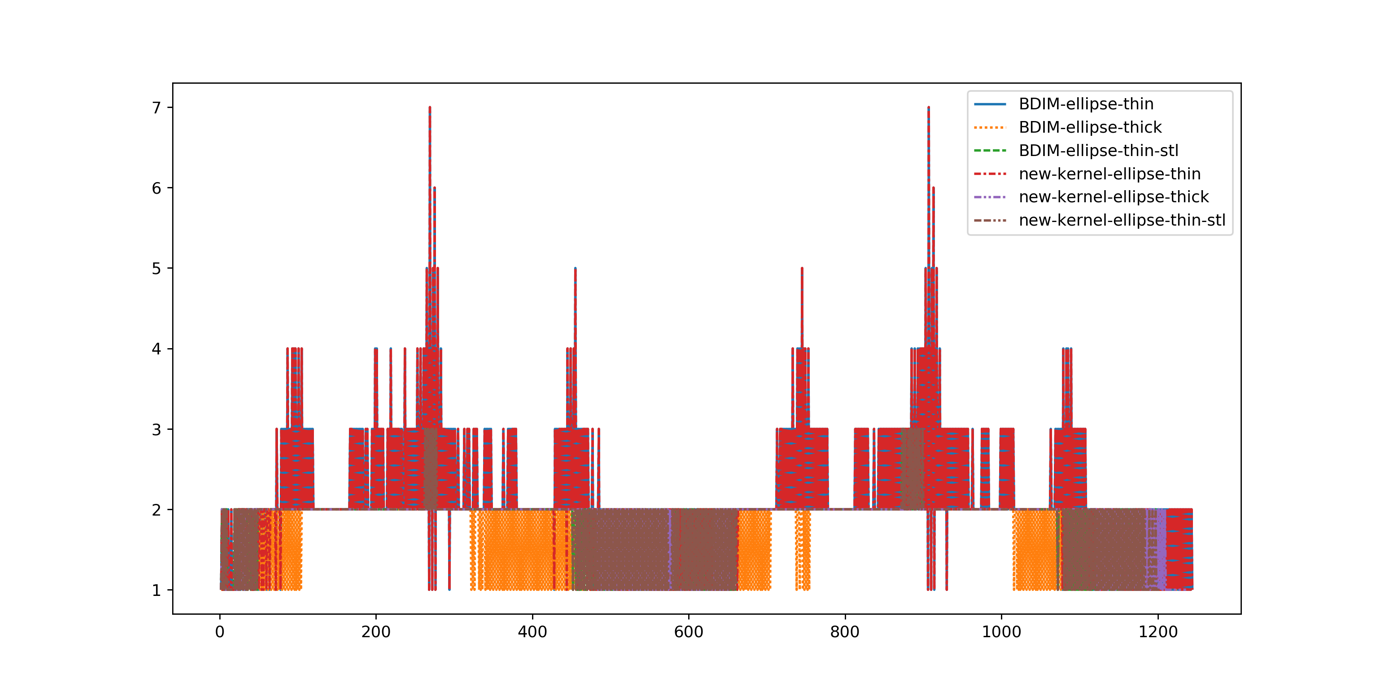 7
6
5
4
3
2
1
0 200 400 600 800 1000 1200
BDIM-ellipse-thin
BDIM-ellipse-thick
BDIM-ellipse-thin-stl
new-kernel-ellipse-thin
new-kernel-ellipse-thick
new-kernel-ellipse-thin-stl